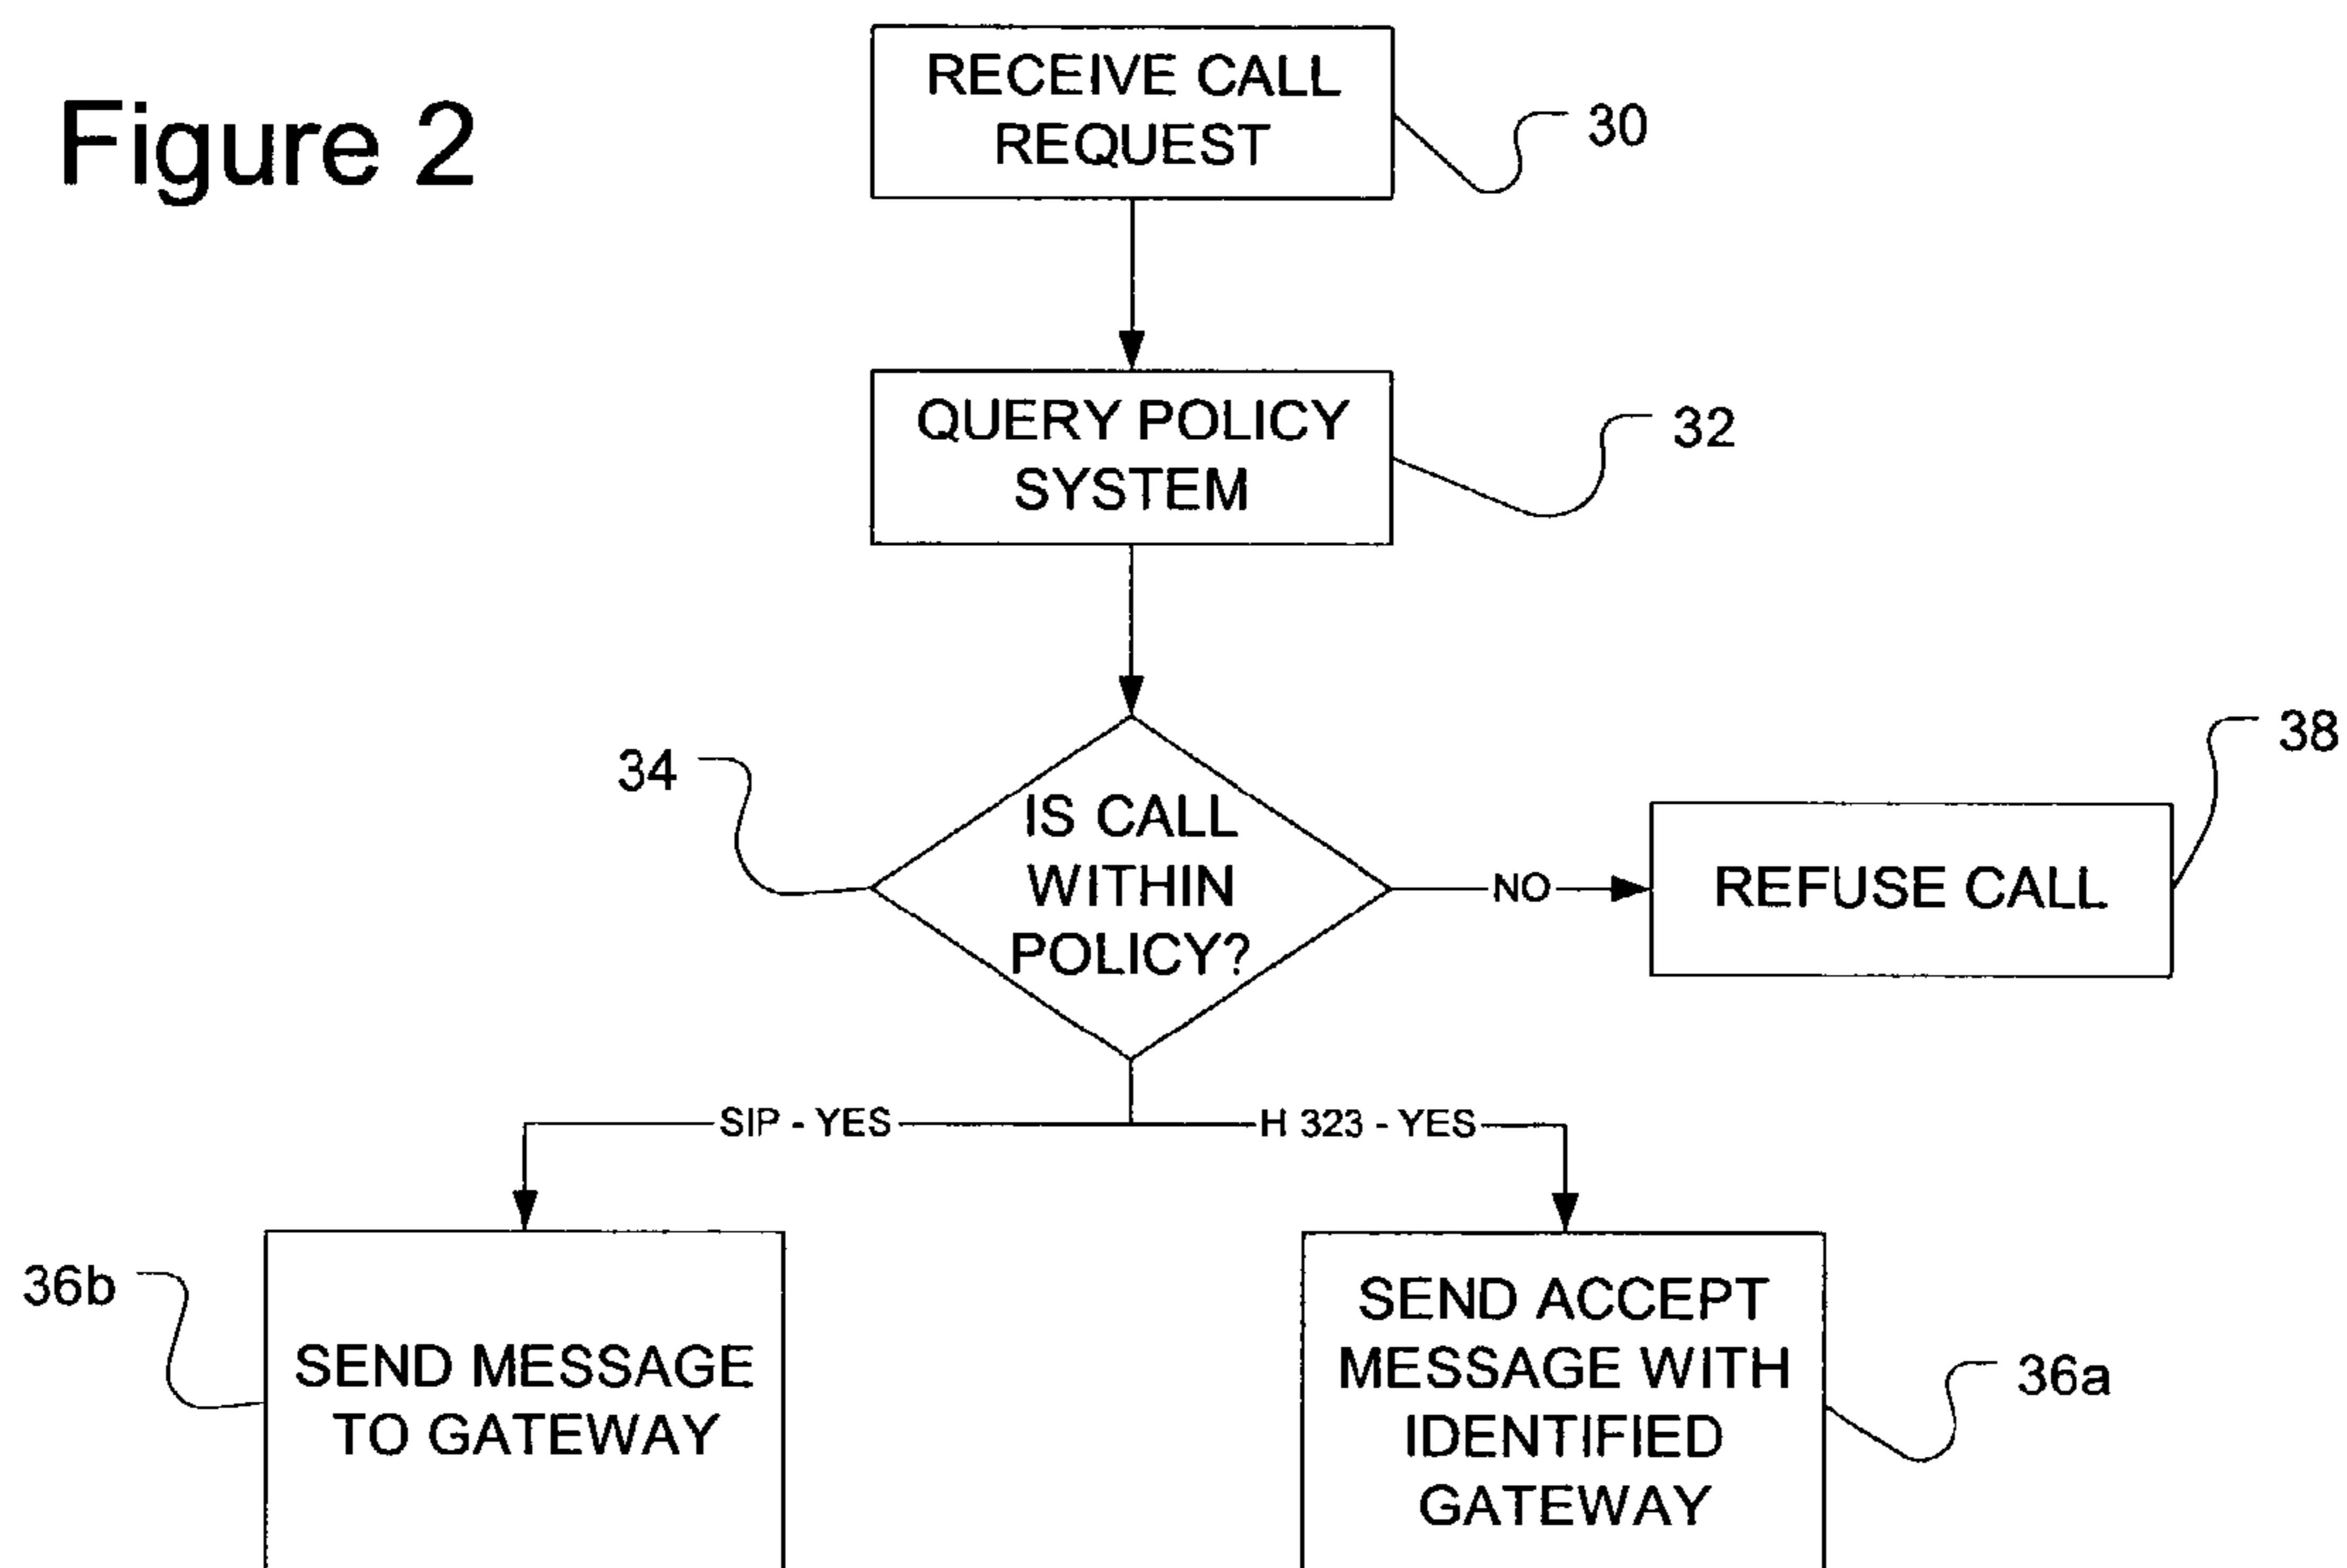 Figure 2
RECEIVE CALL
REQUEST
30
QUERY POLICY
SYSTEM
32
34
IS CALL
WITHIN
POLICY?
NO
REFUSE CALL
38
SIP - YES
H 323 - YES
36b
SEND MESSAGE
TO GATEWAY
SEND ACCEPT
MESSAGE WITH
IDENTIFIED
GATEWAY
36a